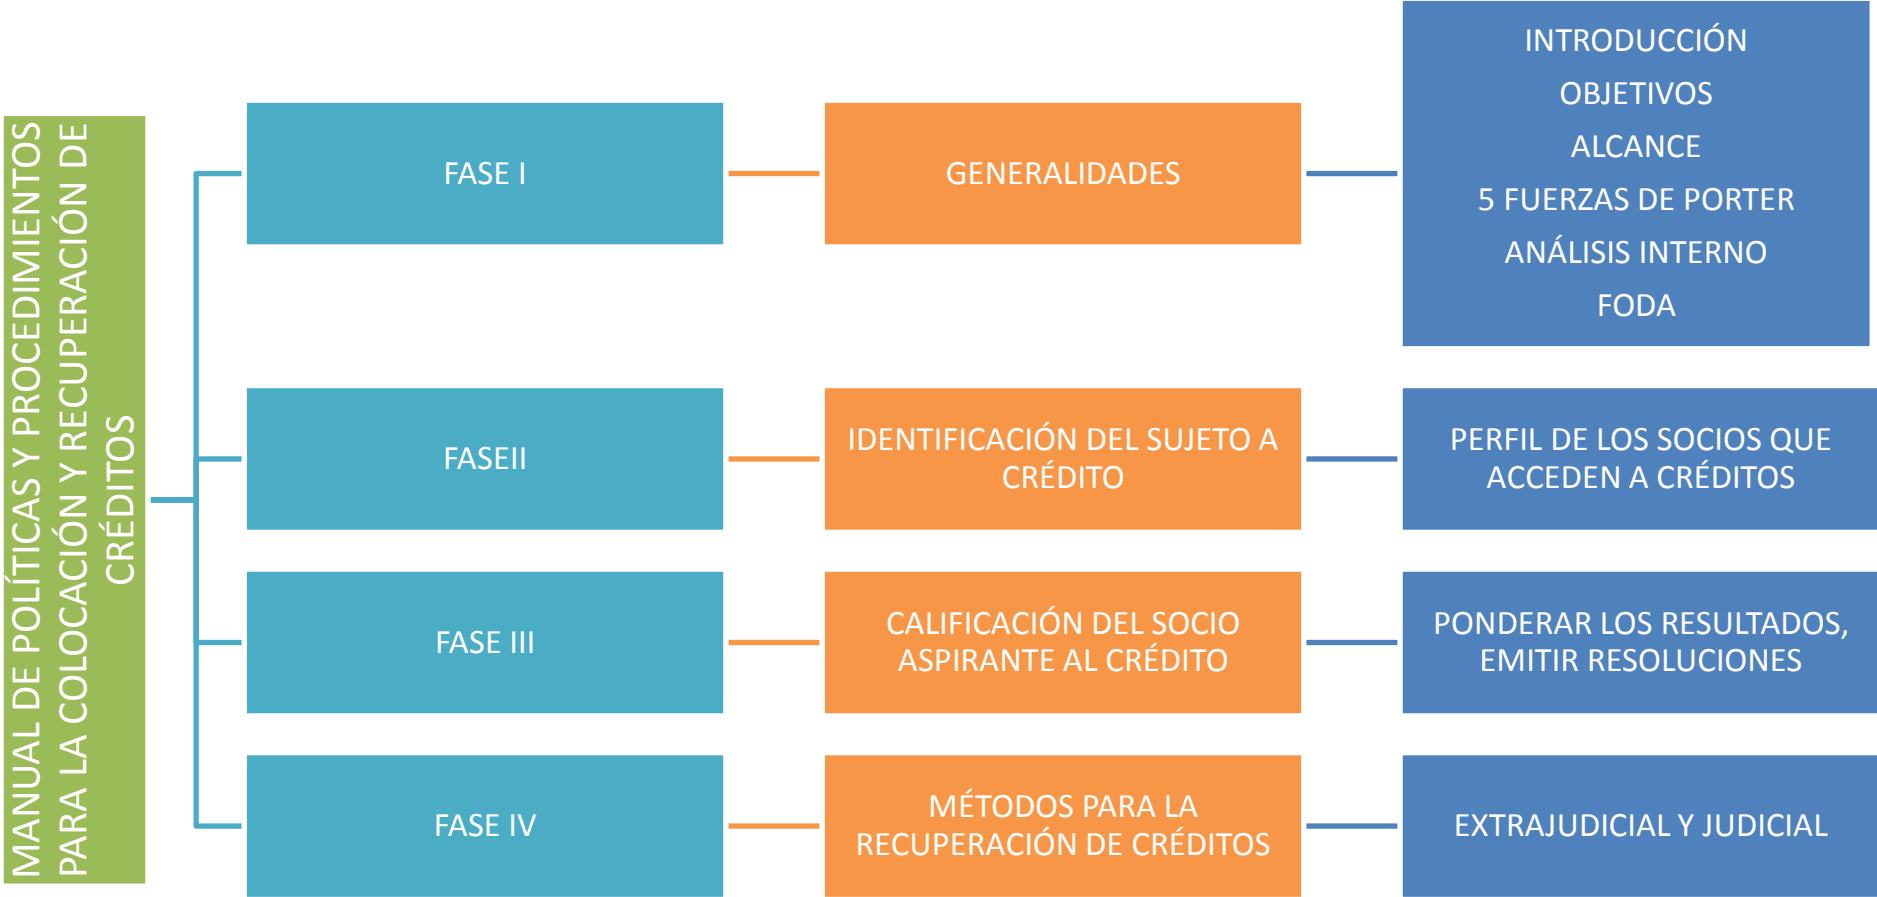 MANUAL DE POLÍTICAS Y PROCEDIMIENTOS
PARA LA COLOCACIÓN Y RECUPERACIÓN DE
CRÉDITOS
FASE I
GENERALIDADES
INTRODUCCIÓN
OBJETIVOS
ALCANCE
5 FUERZAS DE PORTER
ANÁLISIS INTERNO
FODA
FASEII
IDENTIFICACIÓN DEL SUJETO A
CRÉDITO
PERFIL DE LOS SOCIOS QUE
ACCEDEN A CRÉDITOS
FASE III
CALIFICACIÓN DEL SOCIO
ASPIRANTE AL CRÉDITO
PONDERAR LOS RESULTADOS,
EMITIR RESOLUCIONES
FASE IV
MÉTODOS PARA LA
RECUPERACIÓN DE CRÉDITOS
EXTRAJUDICIAL Y JUDICIAL